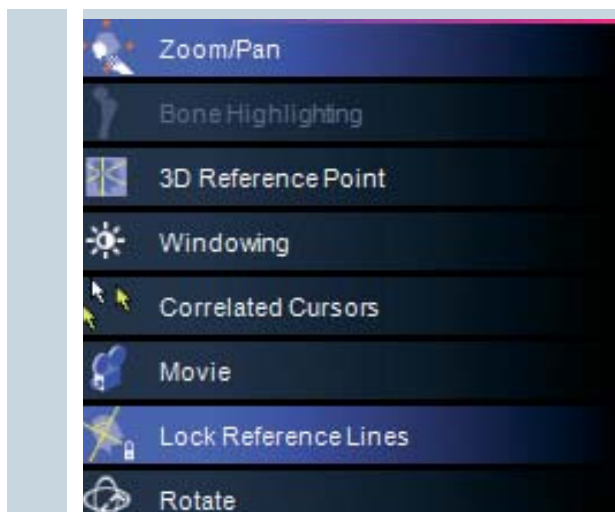 Zoom/Pan
Bone Highlighting
3D Reference Point
Windowing
Correlated Cursors
Movie
Lock Reference Lines
Rotate